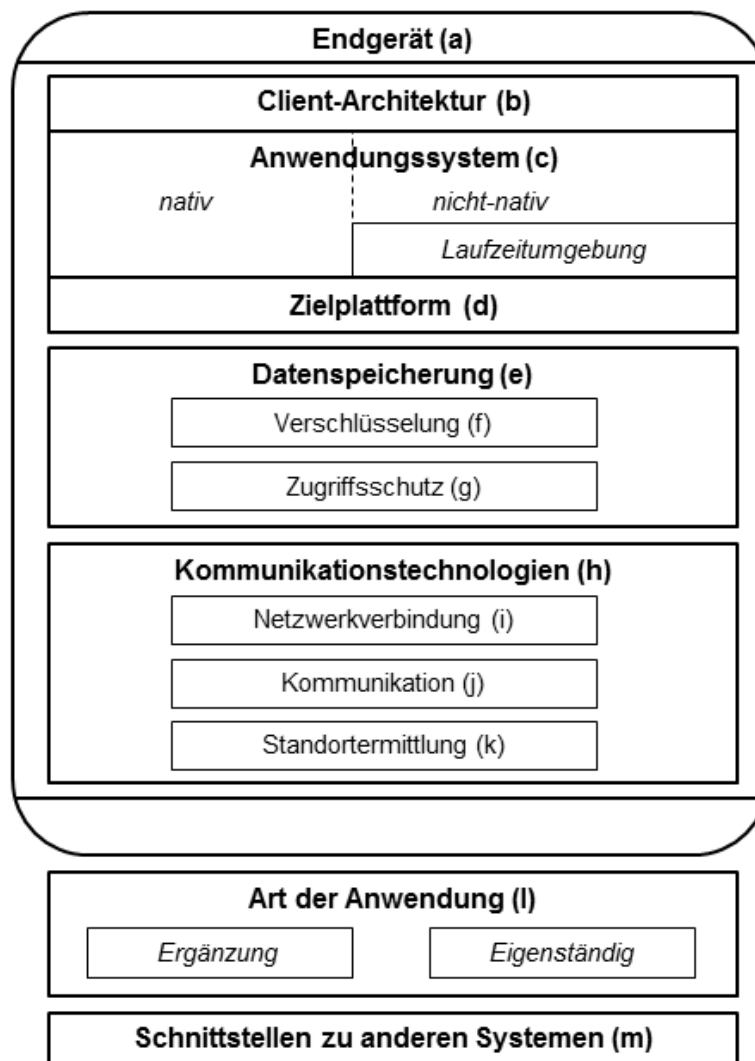 Endgerät (a)
Client-Architektur (b)
Anwendungssystem (c)
nativ nicht-nativ
Laufzeitumgebung
Zielplattform (d)
Datenspeicherung (e)
Verschlüsselung (f)
Zugriffsschutz (g)
Kommunikationstechnologien (h)
Netzwerkverbindung (i)
Kommunikation (j)
Standortermittlung (k)
Art der Anwendung (l)
Ergänzung Eigenständig
Schnittstellen zu anderen Systemen (m)